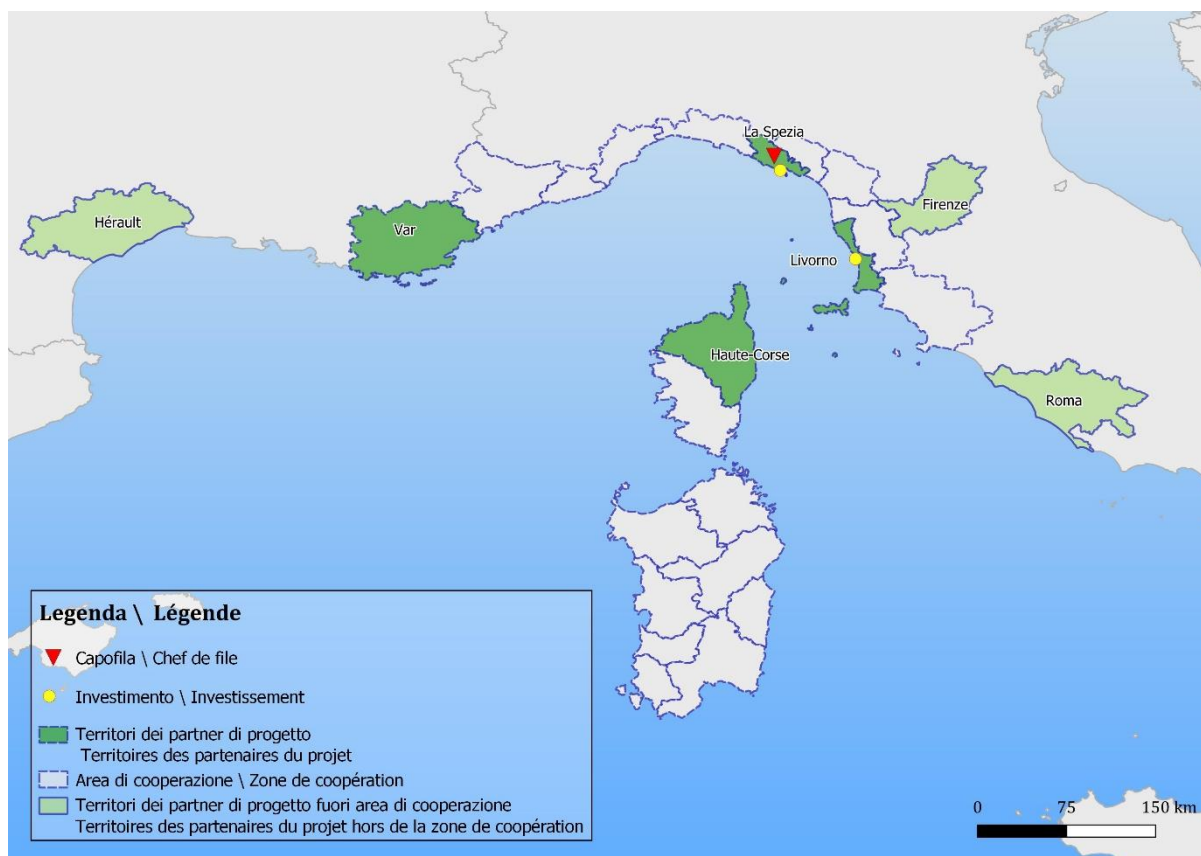 La Spezia
Hérault
Var
Firenze
Livorno
Haute-Corse
Roma
Legenda \ Légende
Capofila \ Chef de file
Investimento \ Investissement
Territori dei partner di progetto
Territoires des partenaires du projet
Area di cooperazione \ Zone de coopération
Territori dei partner di progetto fuori area di cooperazione
Territoires des partenaires du projet hors de la zone de coopération
0 75 150 km